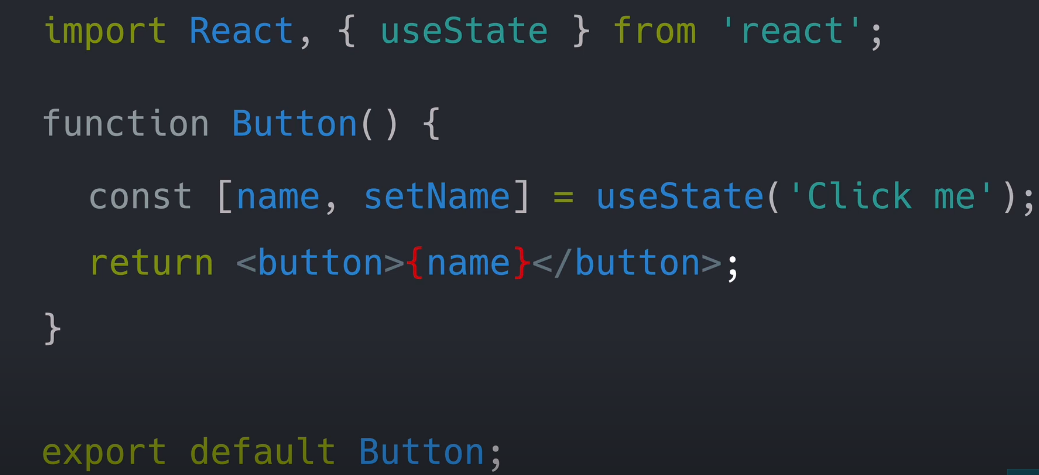 import React, { useState } from 'react';
function Button() {
const [name, setName] = useState('Click me');
return <button>{name}</button>;
}
export default Button;